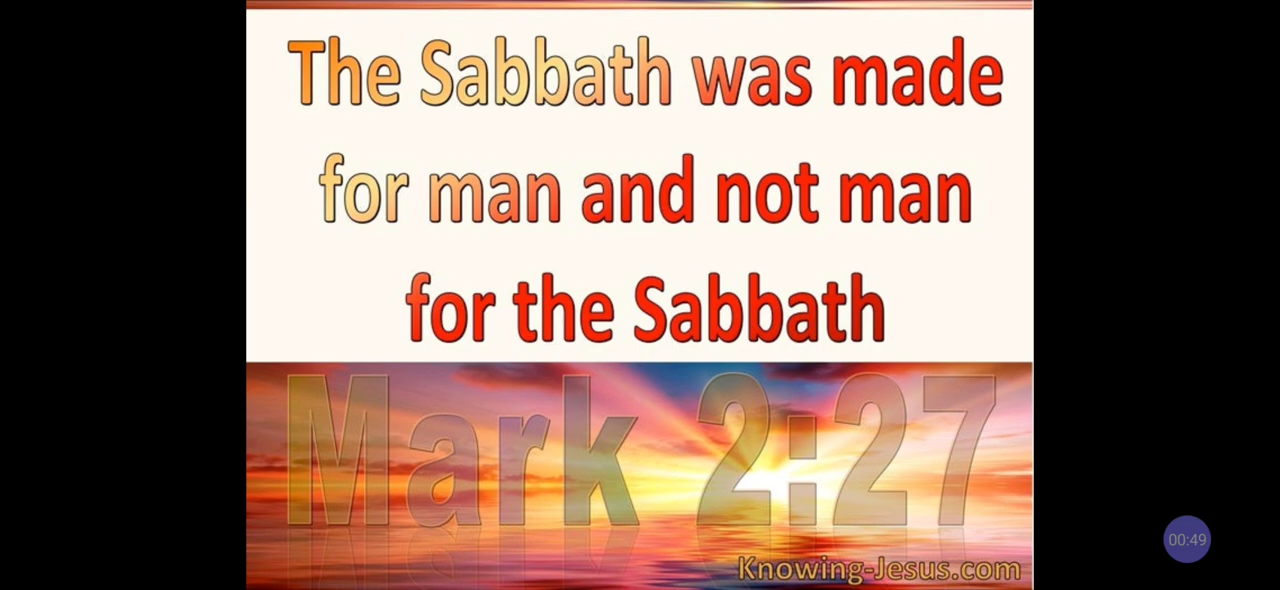 The Sabbath was made
for man and not man
for the Sabbath
Mark 2:27
Knowing-Jesus.com
00:49